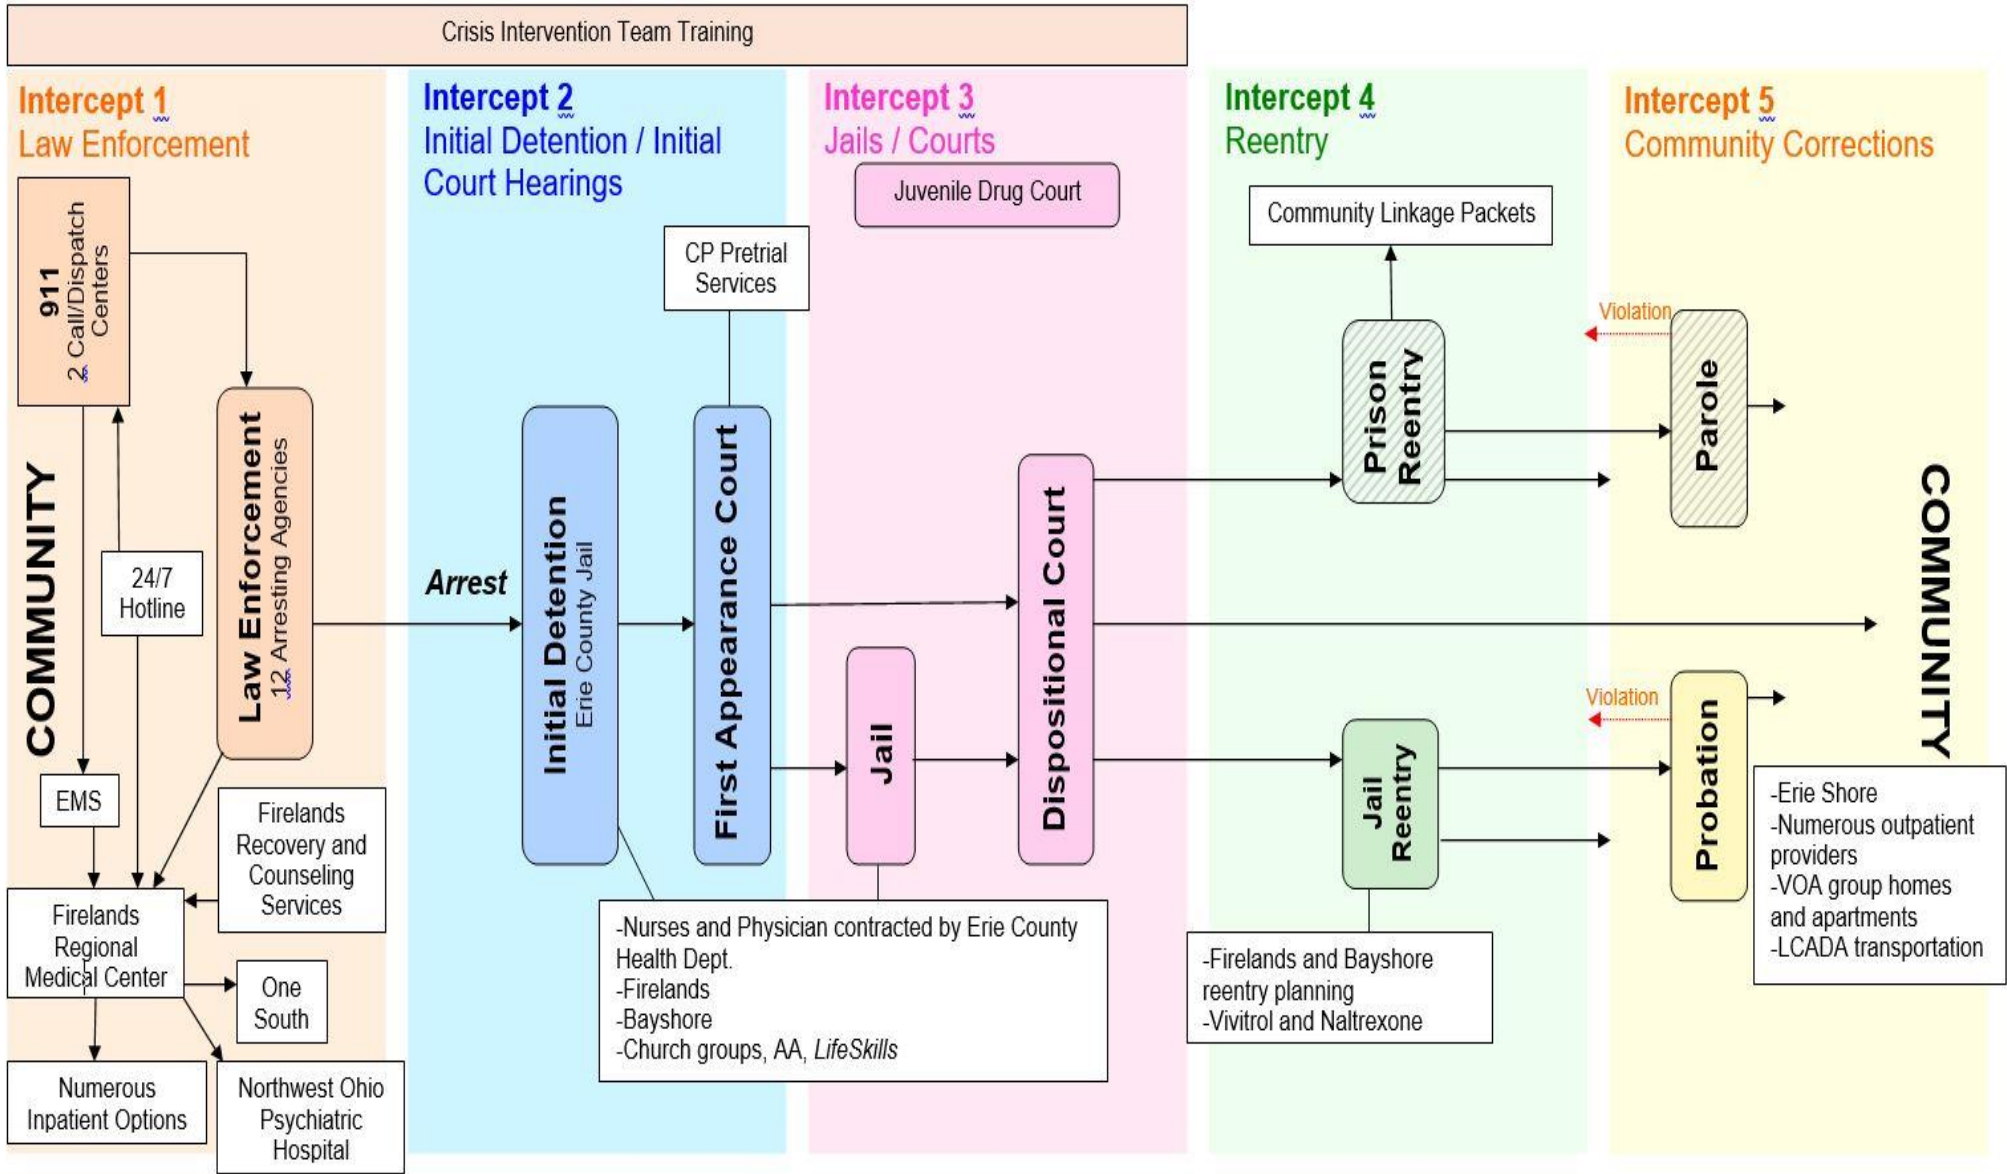 Crisis Intervention Team Training
Intercept 1
Law Enforcement
911
2 Call/Dispatch
Centers
COMMUNITY
24/7
Hotline
Law Enforcement
12 Arresting Agencies
EMS
Firelands
Recovery and
Counseling
Services
Firelands
Regional
Medical Center
One
South
Numerous
Inpatient Options
Northwest Ohio
Psychiatric
Hospital
Intercept 2
Initial Detention / Initial
Court Hearings
CP Pretrial
Services
Arrest
Initial Detention
Erie County Jail
First Appearance Court
Intercept 3
Jails / Courts
Juvenile Drug Court
Jail
Dispositional Court
-Nurses and Physician contracted by Erie County
Health Dept.
-Firelands
-Bayshore
-Church groups, AA, LifeSkills
Intercept 4
Reentry
Community Linkage Packets
Prison
Reentry
Jail
Reentry
-Firelands and Bayshore
reentry planning
-Vivitrol and Naltrexone
Intercept 5
Community Corrections
Violation
Parole
Violation
Probation
COMMUNITY
-Erie Shore
-Numerous outpatient
providers
-VOA group homes
and apartments
-LCADA transportation